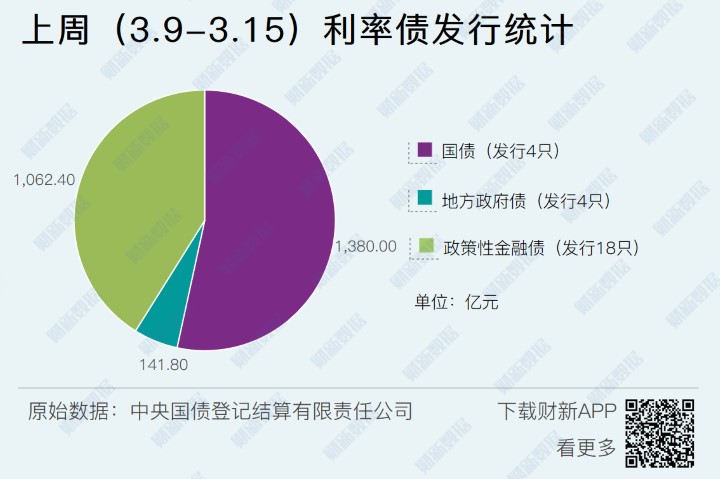 上周（3.9–3.15）利率债发行统计
1,062.40
1,380.00
141.80
国债（发行4只）
地方政府债（发行4只）
政策性金融债（发行18只）
单位：亿元
原始数据：中央国债登记结算有限责任公司
下载财新APP
看更多
财新数据